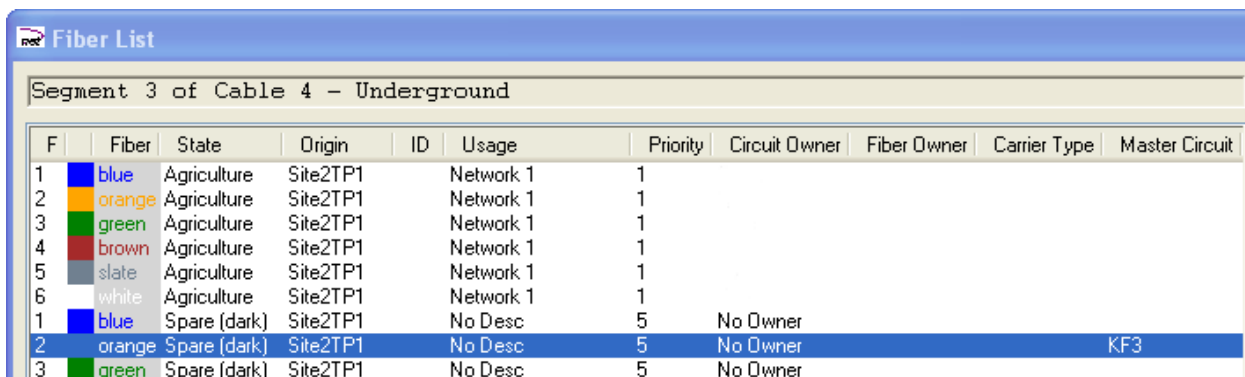 Fiber List
Segment 3 of Cable 4 – Underground
F Fiber State Origin ID Usage Priority Circuit Owner Fiber Owner Carrier Type Master Circuit
1 blue Agriculture Site2TP1 Network 1 1
2 orange Agriculture Site2TP1 Network 1 1
3 green Agriculture Site2TP1 Network 1 1
4 brown Agriculture Site2TP1 Network 1 1
5 slate Agriculture Site2TP1 Network 1 1
6 white Agriculture Site2TP1 Network 1 1
1 blue Spare (dark) Site2TP1 No Desc 5 No Owner
2 orange Spare (dark) Site2TP1 No Desc 5 No Owner KF3
3 green Spare (dark) Site2TP1 No Desc 5 No Owner